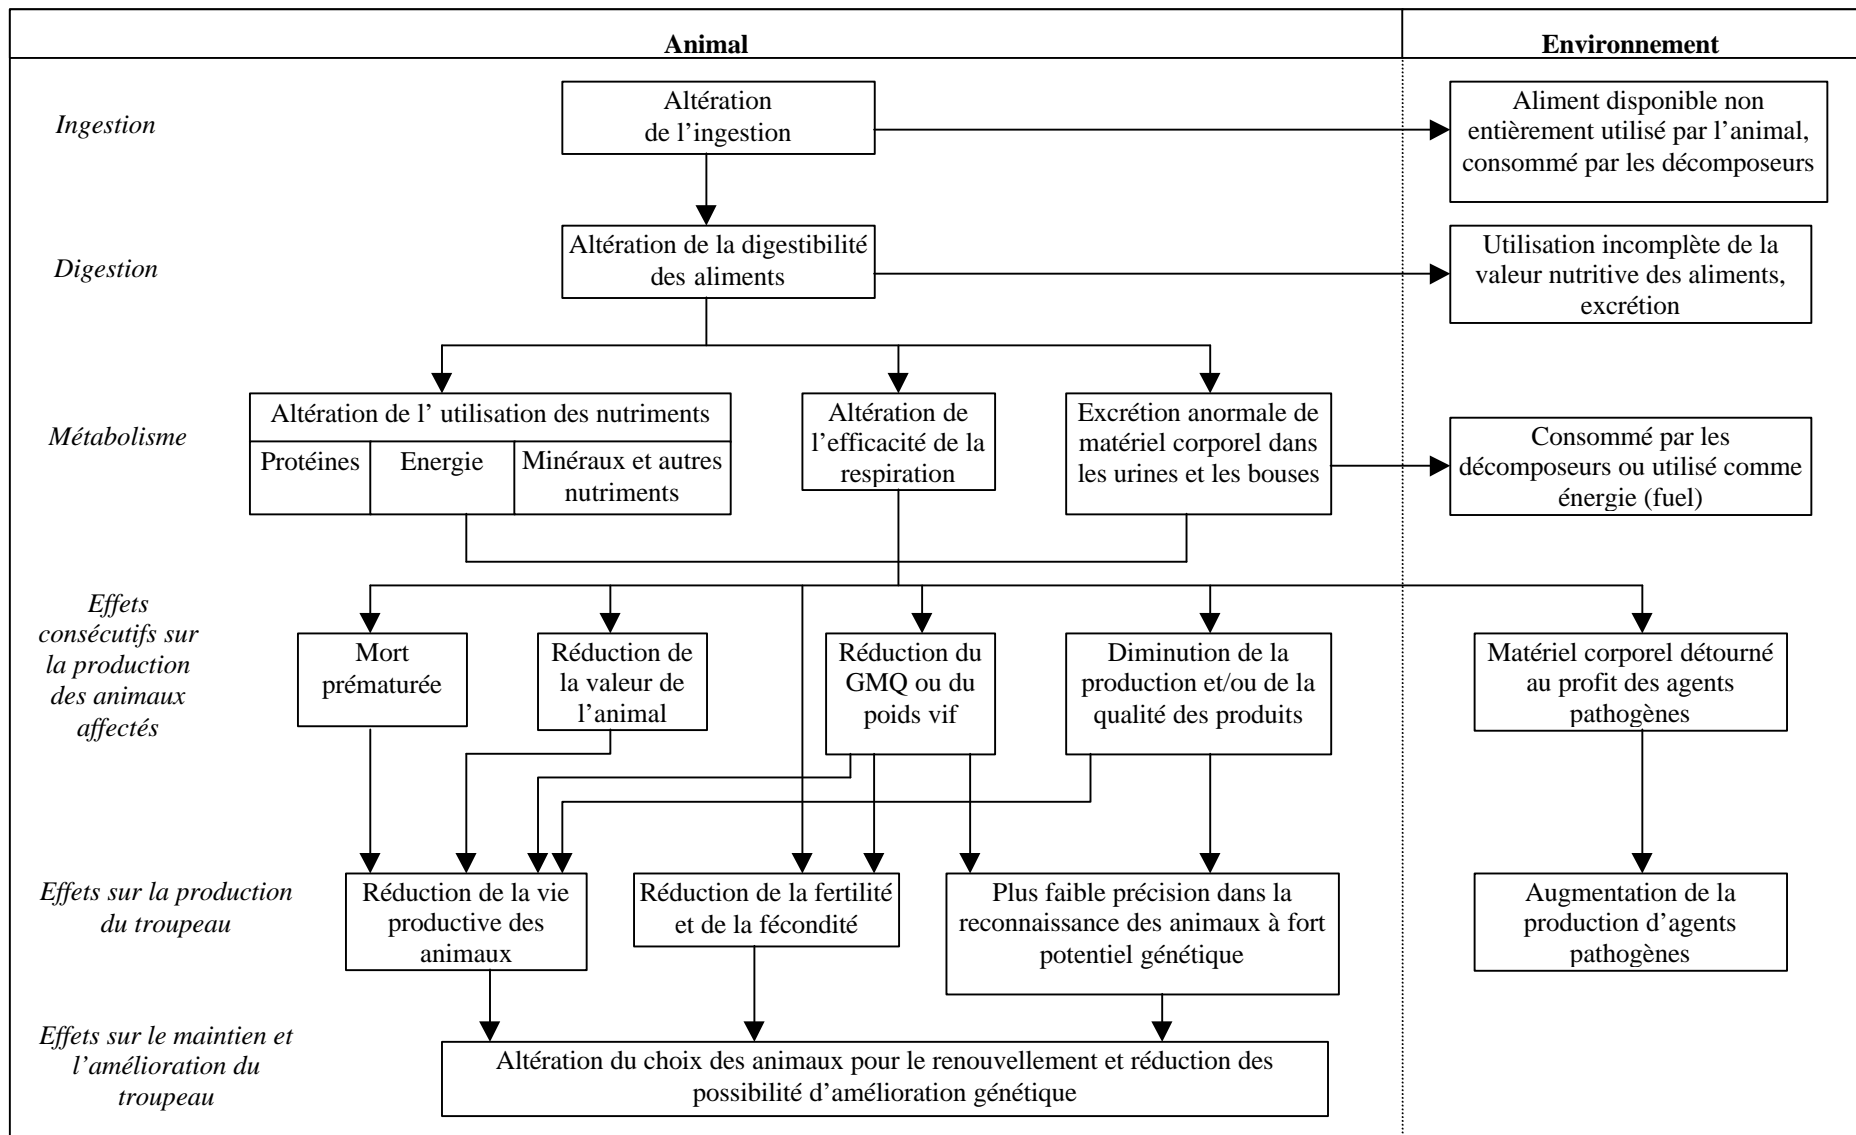 Animal
Environnement
Ingestion
Altération
de l’ingestion
Aliment disponible non
entièrement utilisé par l’animal,
consommé par les décomposeurs
Digestion
Altération de la digestibilité
des aliments
Utilisation incomplète de la
valeur nutritive des aliments,
excrétion
Métabolisme
Altération de l’ utilisation des nutriments
Protéines
Energie
Minéraux et autres
nutriments
Altération de
l’efficacité de la
respiration
Excrétion anormale de
matériel corporel dans
les urines et les bouses
Consommé par les
décomposeurs ou utilisé comme
énergie (fuel)
Effets
consécutifs sur
la production
des animaux
affectés
Mort
prématurée
Réduction de
la valeur de
l’animal
Réduction du
GMQ ou du
poids vif
Diminution de la
production et/ou de la
qualité des produits
Matériel corporel détourné
au profit des agents
pathogènes
Effets sur la production
du troupeau
Réduction de la vie
productive des
animaux
Réduction de la fertilité
et de la fécondité
Plus faible précision dans la
reconnaissance des animaux à fort
potentiel génétique
Augmentation de la
production d’agents
pathogènes
Effets sur le maintien et
l’amélioration du
troupeau
Altération du choix des animaux pour le renouvellement et réduction des
possibilité d’amélioration génétique